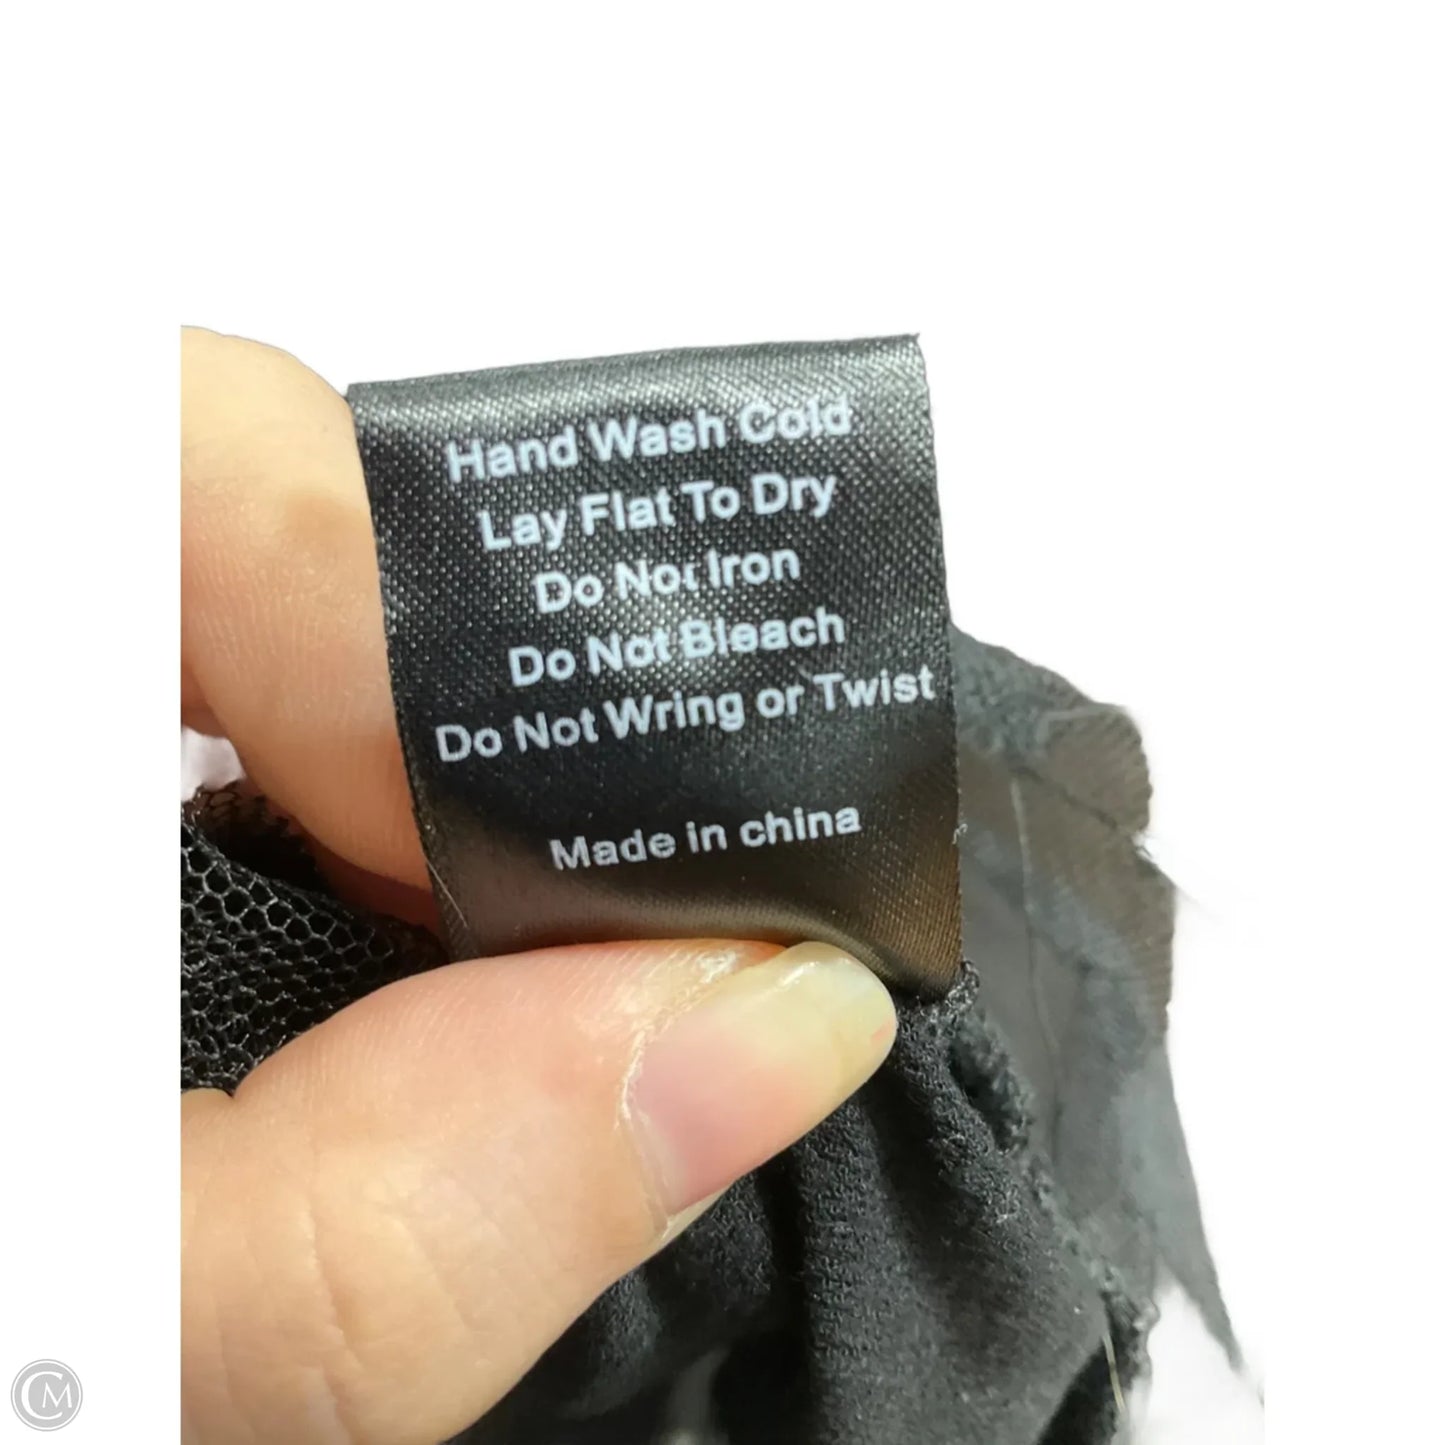 Hand Wash Cold
Lay Flat To Dry
Do Not Iron
Do Not Bleach
Do Not Wring or Twist
Made in china
CM